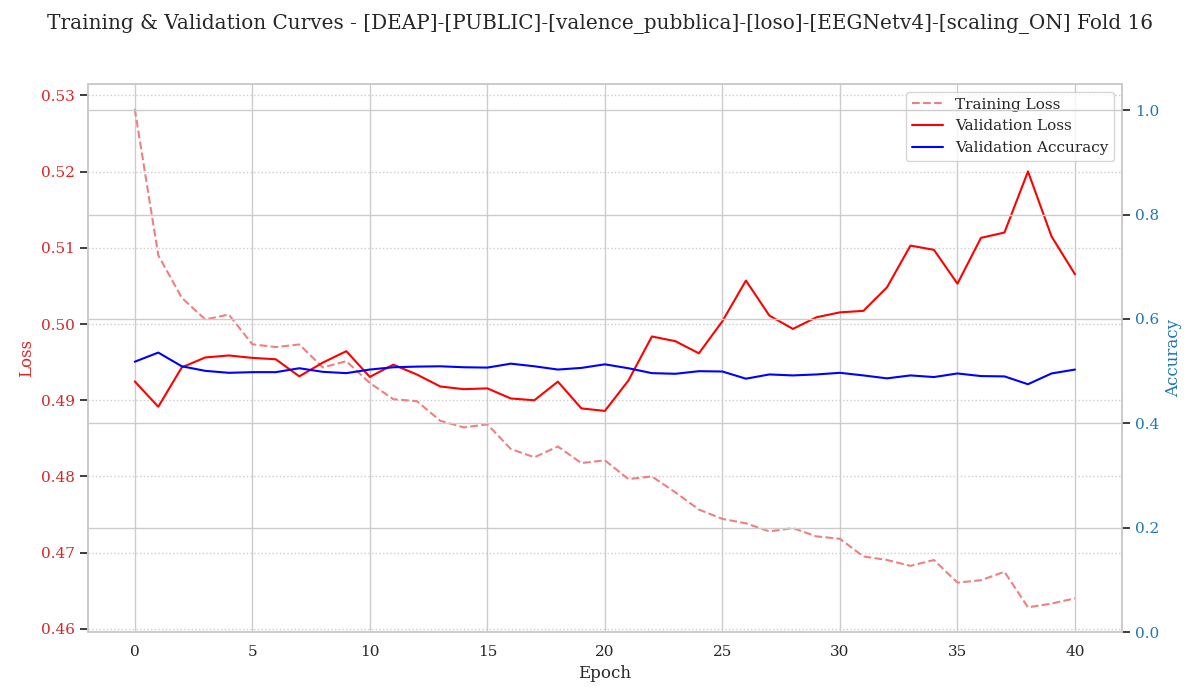 Training & Validation Curves - [DEAP]-[PUBLIC]-[valence_pubblica]-[loso]-[EEGNetv4]-[scaling_ON] Fold 16
Training Loss
Validation Loss
Validation Accuracy
0.53
0.52
0.51
0.50
0.49
0.48
0.47
0.46
Loss
1.0
0.8
0.6
0.4
0.2
0.0
Accuracy
0 5 10 15 20 25 30 35 40
Epoch